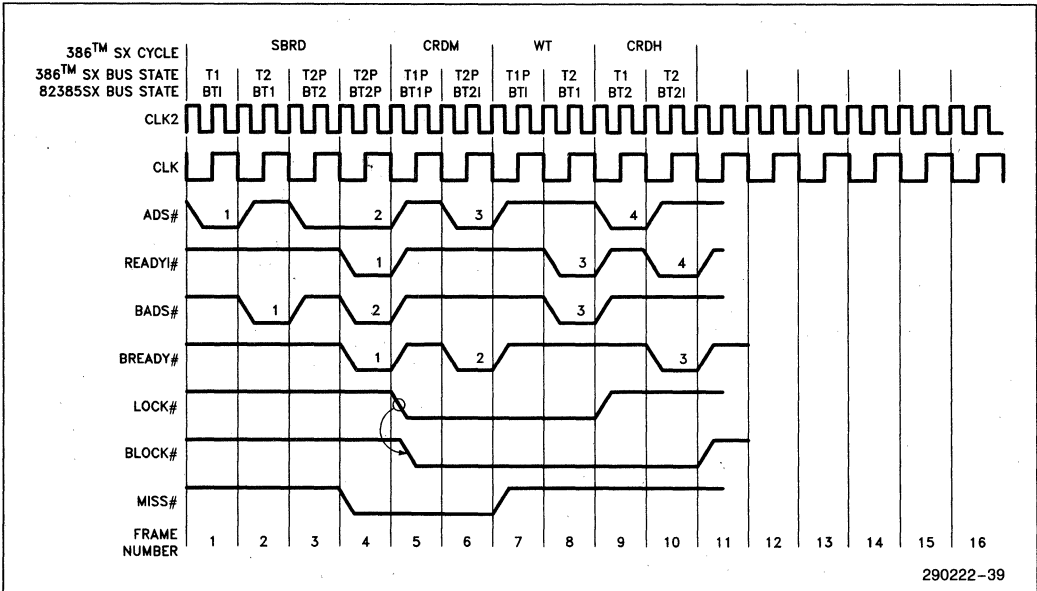 386™ SX CYCLE SBRD CRDM WT CRDH
386™ SX BUS STATE T1 T2 T2P T2P T1P T2P T1P T2 T1 T2
82385SX BUS STATE BTI BT1 BT2 BT2P BT1P BT2I BTI BT1 BT2 BT2I
CLK2
CLK
ADS# 1 2 3 4
READYI# 1 3 4
BADS# 1 2 3
BREADY# 1 2 3
LOCK#
BLOCK#
MISS#
FRAME
NUMBER 1 2 3 4 5 6 7 8 9 10 11 12 13 14 15 16
290222-39